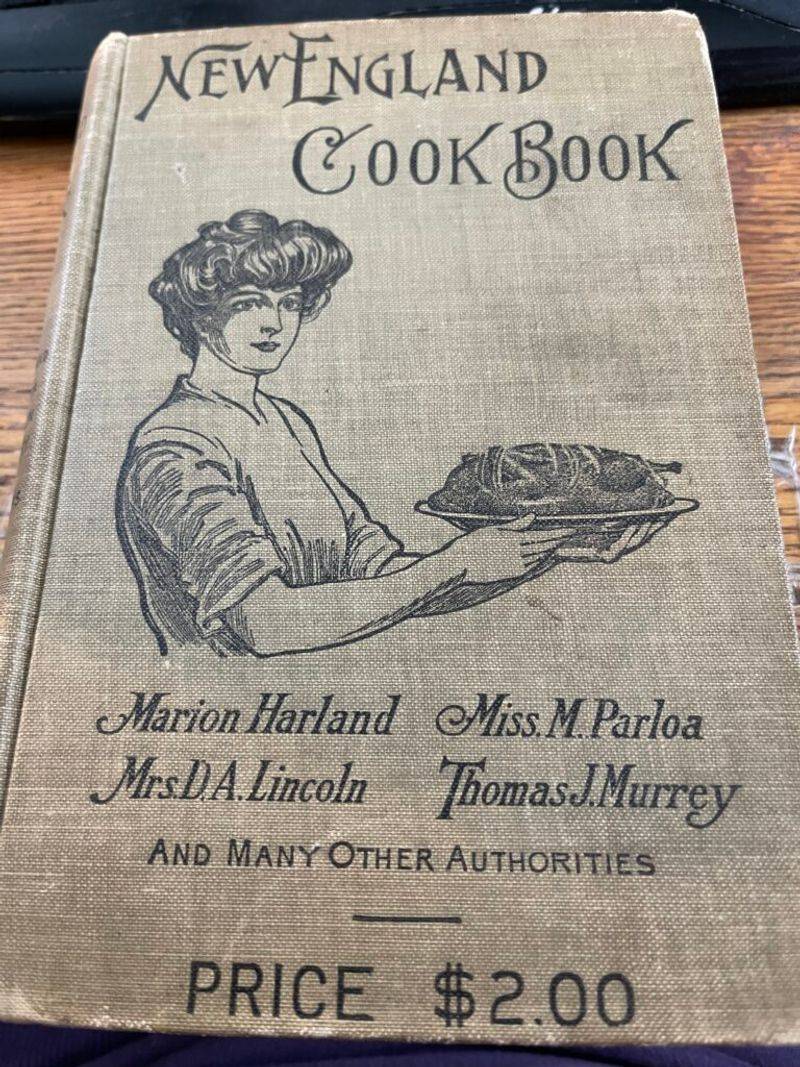 NEW ENGLAND
COOK BOOK
Marion Harland Miss. M. Parloa
Mrs. D. A. Lincoln Thomas J. Murrey
AND MANY OTHER AUTHORITIES
PRICE $2.00